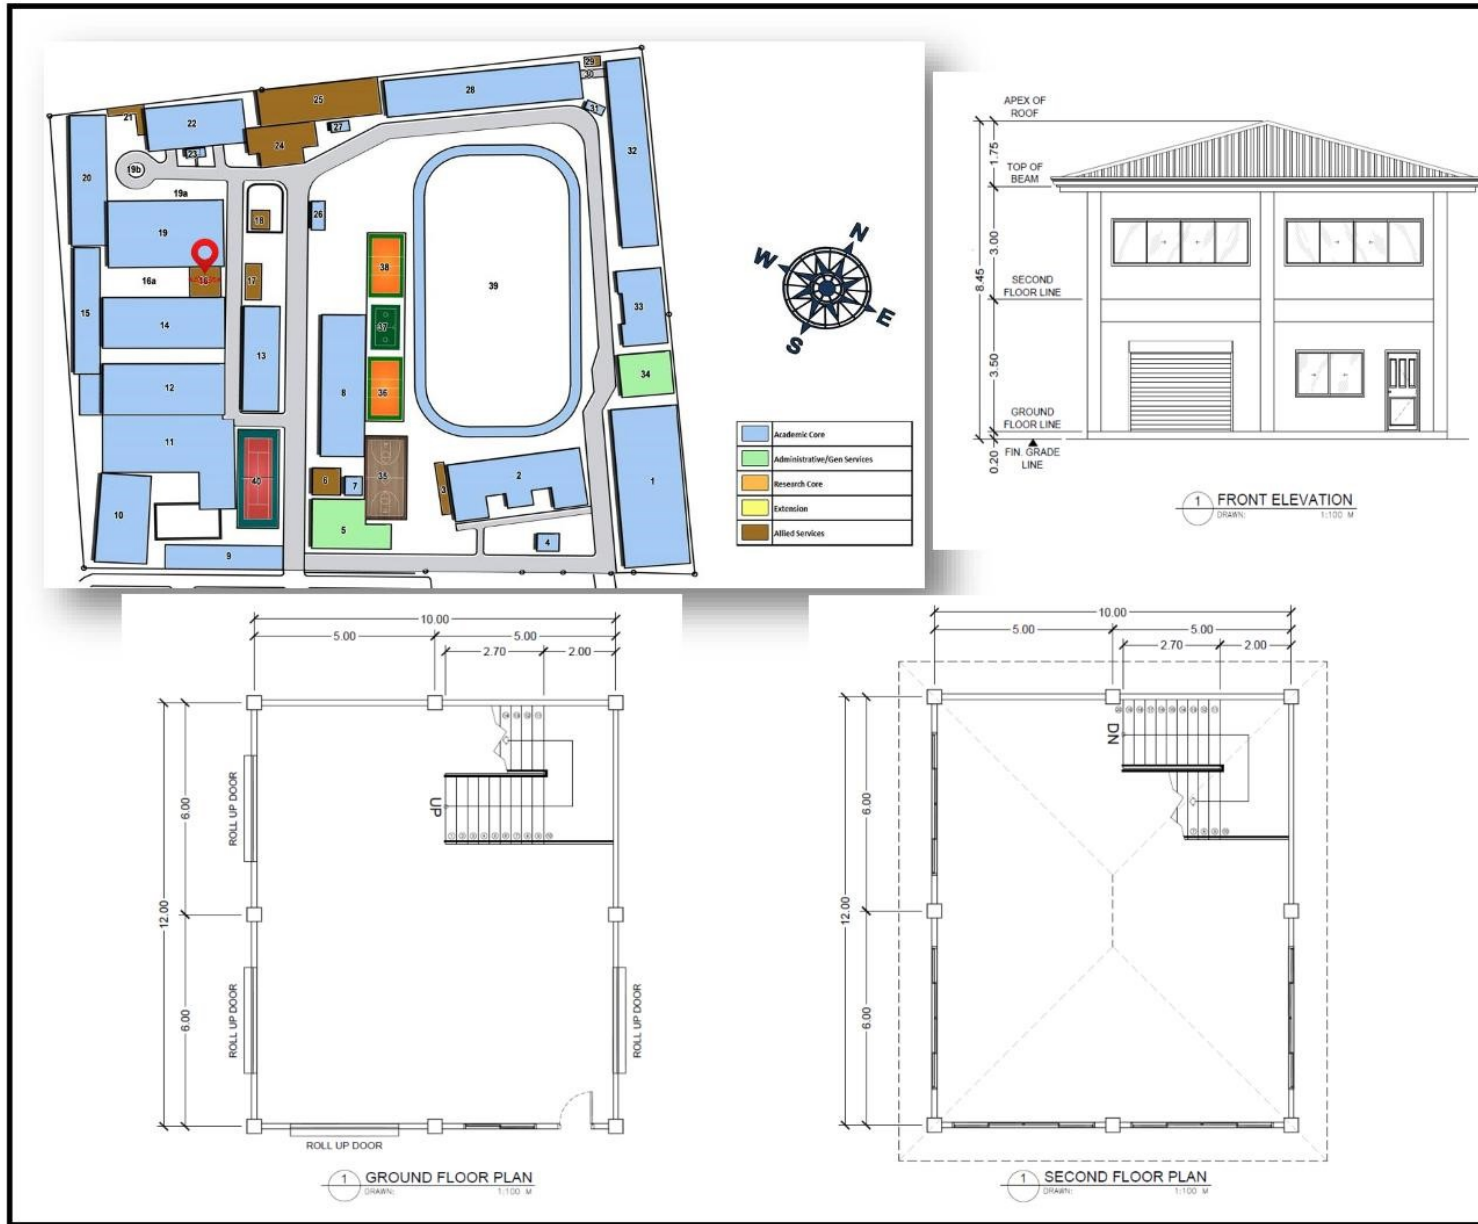 29
30
28
25
21
22
31
27
24
23
32
19b
20
19a
26
18
19
38
N
W
E
S
16a
17
39
15
14
37
33
13
34
12
8
36
11
40
35
6
7
3
2
1
10
5
4
9
Academic Core
Administrative/Gen Services
Research Core
Extension
Allied Services
APEX OF
ROOF
1.75
TOP OF
BEAM
3.00
8.45
SECOND
FLOOR LINE
3.50
GROUND
FLOOR LINE
0.20
FIN. GRADE
LINE
1 FRONT ELEVATION
DRAWN: 1:100 M
10.00
5.00 5.00
2.70 2.00
12.00
6.00
6.00
ROLL UP DOOR
ROLL UP DOOR
ROLL UP DOOR
ROLL UP DOOR
UP
1 GROUND FLOOR PLAN
DRAWN: 1:100 M
10.00
5.00 5.00
2.70 2.00
12.00
6.00
6.00
DN
1 SECOND FLOOR PLAN
DRAWN: 1:100 M